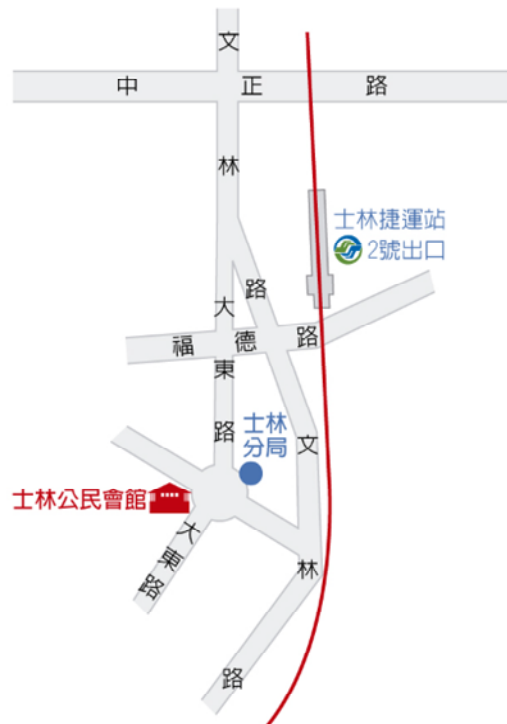 文林路
中正路
士林捷運站
2號出口
大東路
福德路
士林
分局
文林路
士林公民會館
大東路